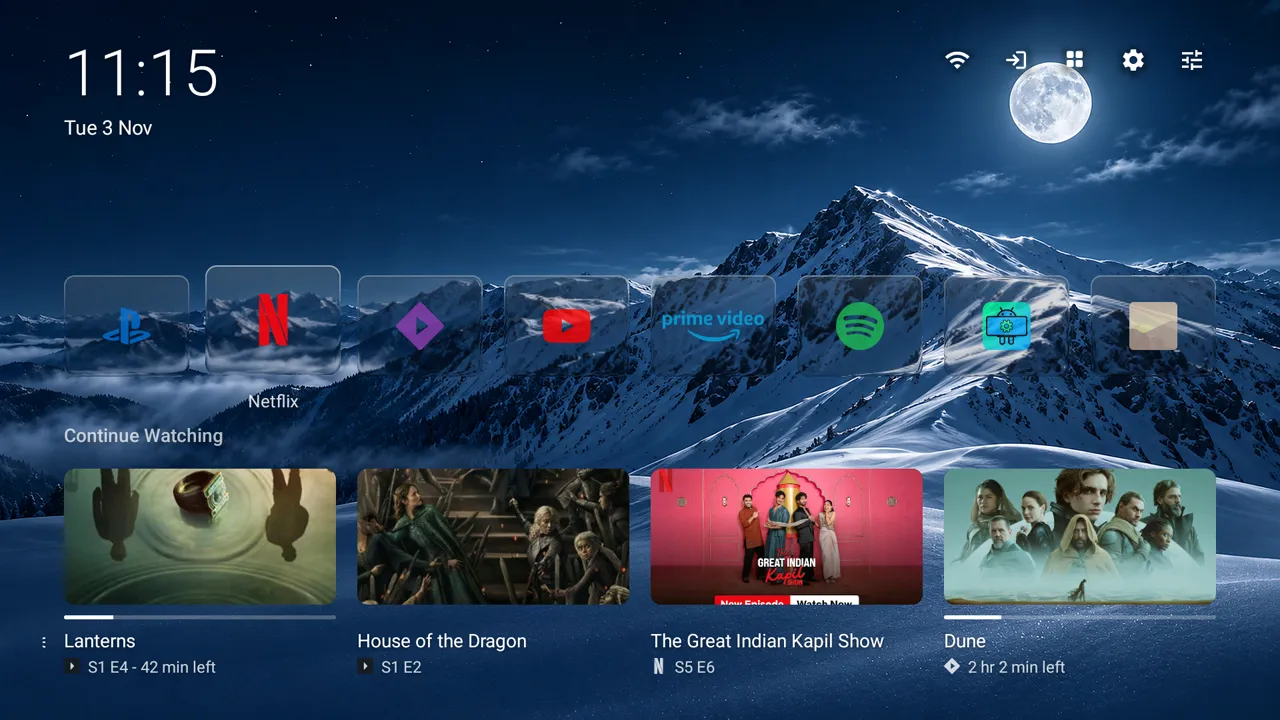 11:15
Tue 3 Nov
prime video
Netflix
Continue Watching
GREAT INDIAN
Kapil
SHOW
New Episode Watch Now
Lanterns
S1 E4 - 42 min left
House of the Dragon
S1 E2
The Great Indian Kapil Show
S5 E6
Dune
2 hr 2 min left